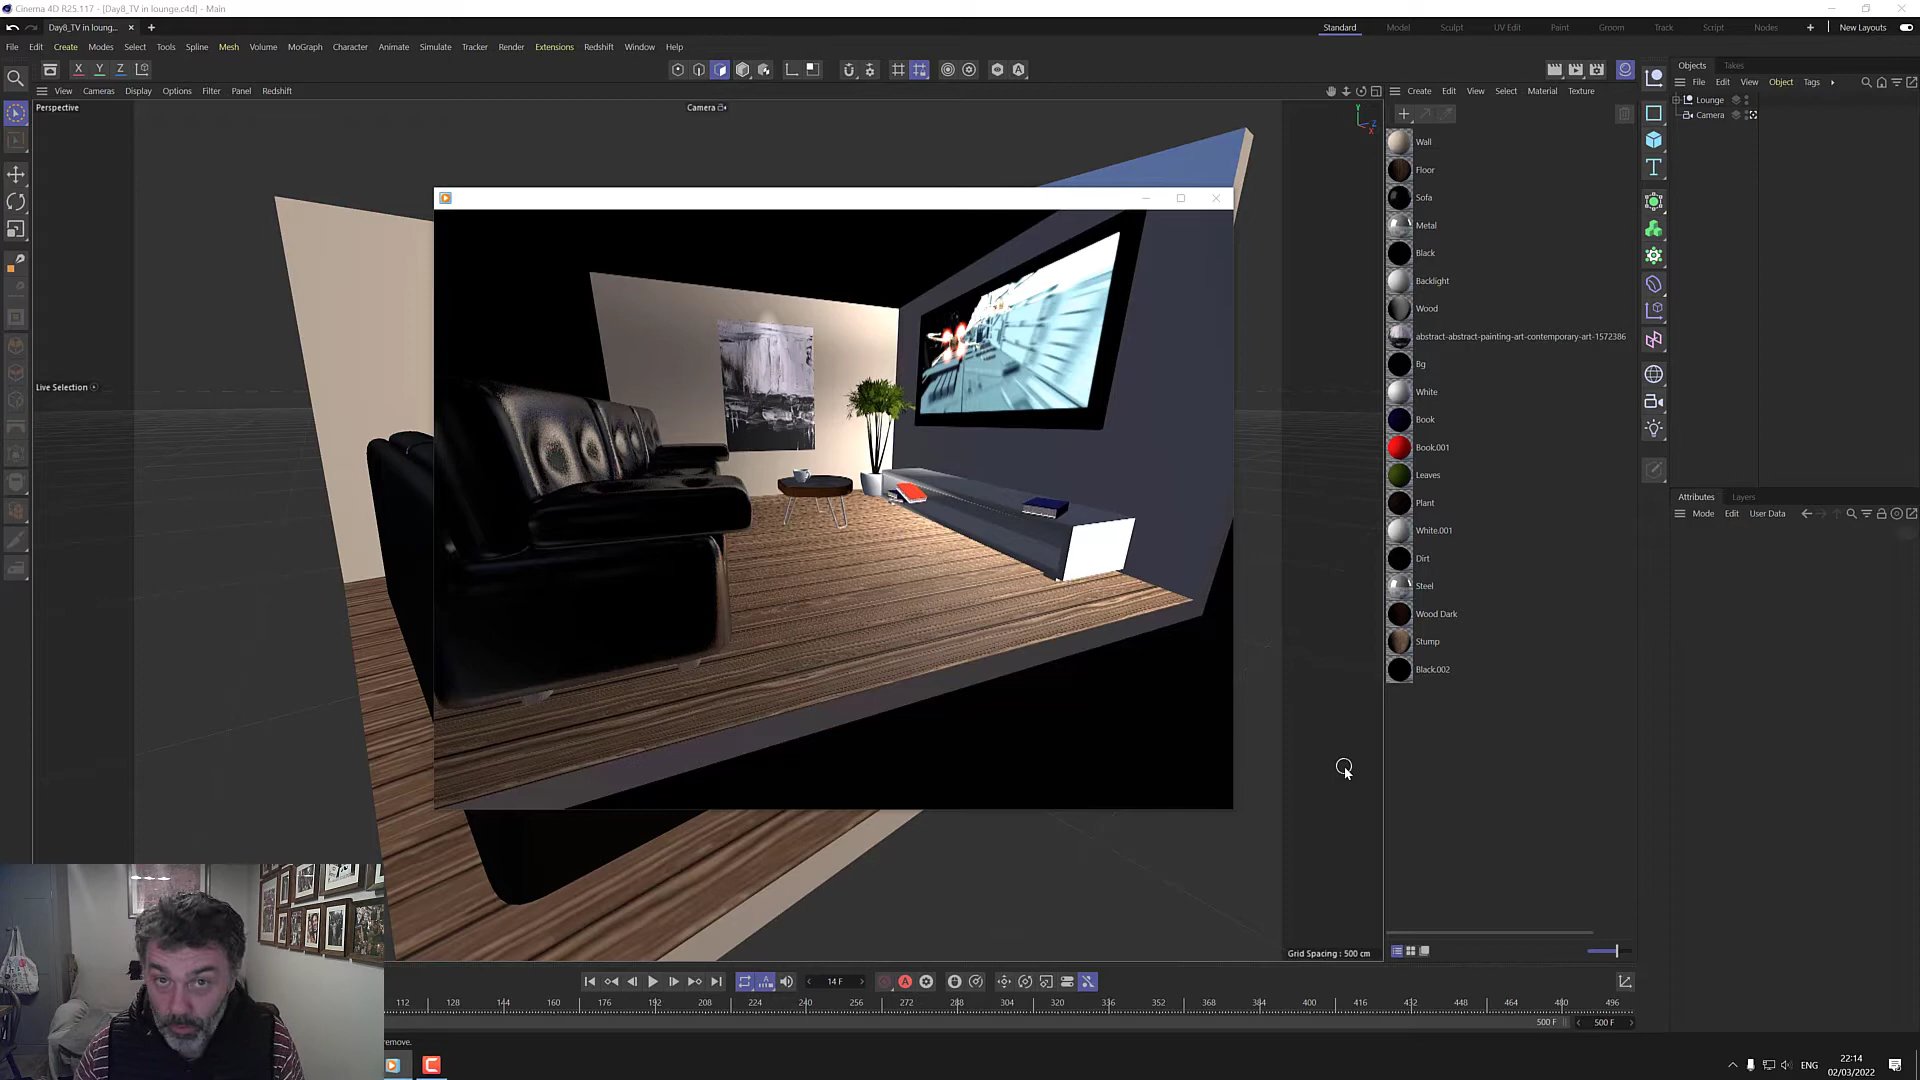 Cinema 4D R25.117 - [Day8_TV in lounge.c4d] - Main
Day8_TV in loung...
Standard Model Sculpt UV Edit Paint Groom Track Script Nodes New Layouts
File Edit Create Modes Select Tools Spline Mesh Volume MoGraph Character Animate Simulate Tracker Render Extensions Redshift Window Help
X Y Z
Objects Takes
File Edit View Object Tags
View Cameras Display Options Filter Panel Redshift
Create Edit View Select Material Texture
Perspective
Camera
Y
Z
X
Lounge
Camera
Wall
Floor
Sofa
Metal
Black
Backlight
Wood
abstract-abstract-painting-art-contemporary-art-1572386
Bg
White
Book
Book.001
Leaves
Plant
White.001
Dirt
Steel
Wood Dark
Stump
Black.002
Live Selection
Attributes Layers
Mode Edit User Data
Grid Spacing : 500 cm
14 F
112 128 144 160 176 192 208 224 240 256 272 288 304 320 336 352 368 384 400 416 432 448 464 480 496
500 F 500 F
remove.
ENG
22:14
02/03/2022